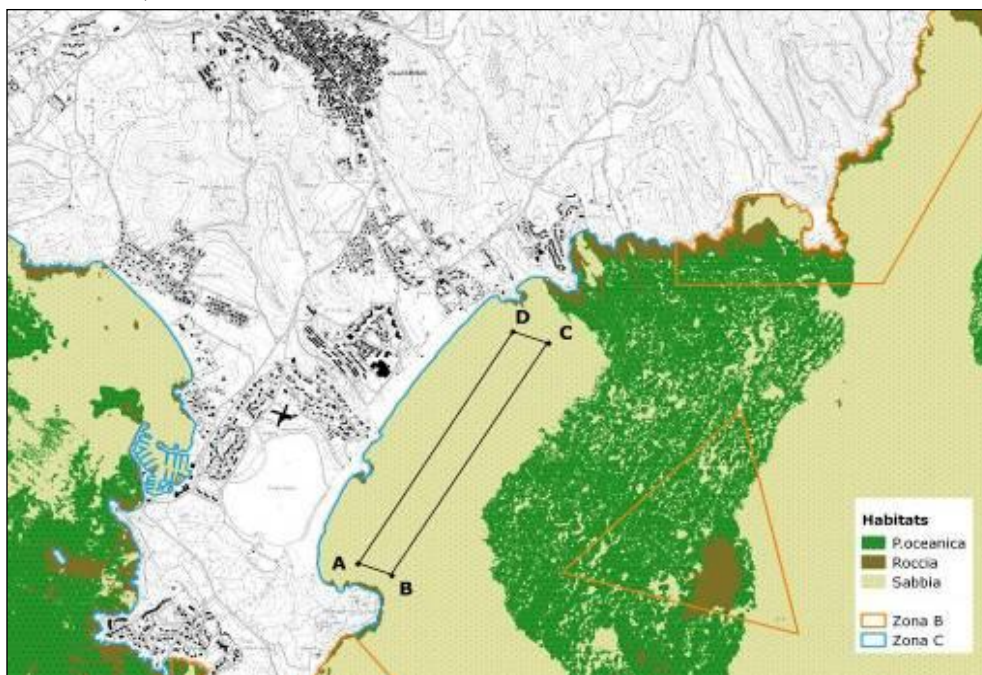 D
C
A
B
Habitats
P.oceanica
Roccia
Sabbia
Zona B
Zona C